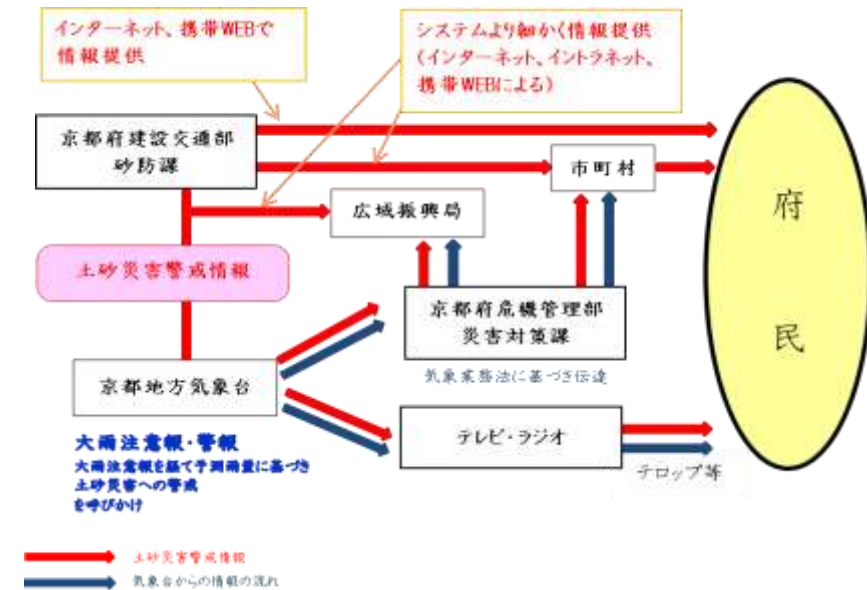 インターネット、携帯WEBで
情報提供
システムより細かく情報提供
(インターネット、イントラネット、
携帯WEBによる)
京都府建設交通部
砂防課
市町村
広域振興局
府民
土砂災害警戒情報
京都府危機管理部
災害対策課
気象業務法に基づき伝達
京都地方気象台
テレビ・ラジオ
テロップ等
大雨注意報・警報
大雨注意報を経て予測雨量に基づき
土砂災害への警戒
を呼びかけ
土砂災害警戒情報
気象台からの情報の流れ